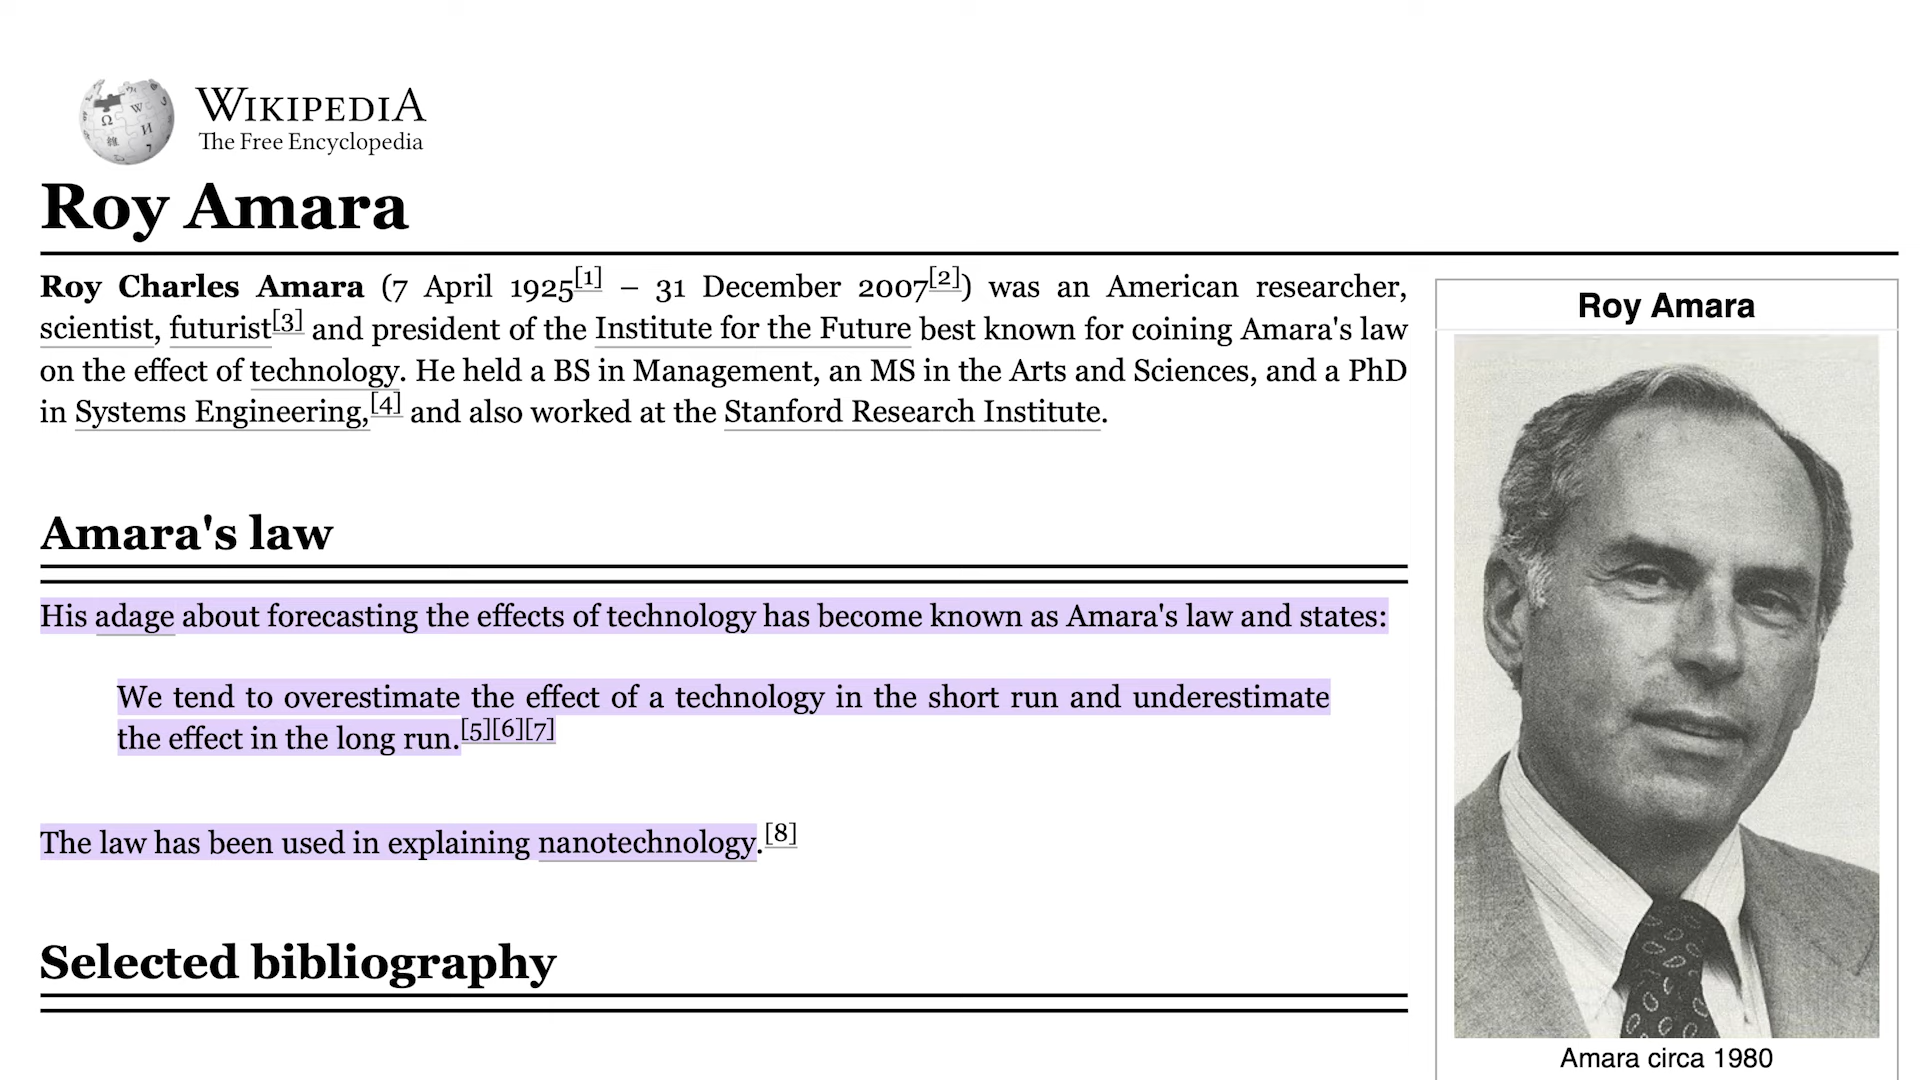 WIKIPEDIA
The Free Encyclopedia
Roy Amara
Roy Charles Amara (7 April 1925[1] – 31 December 2007[2]) was an American researcher,
scientist, futurist[3] and president of the Institute for the Future best known for coining Amara's law
on the effect of technology. He held a BS in Management, an MS in the Arts and Sciences, and a PhD
in Systems Engineering,[4] and also worked at the Stanford Research Institute.
Amara's law
His adage about forecasting the effects of technology has become known as Amara's law and states:
We tend to overestimate the effect of a technology in the short run and underestimate
the effect in the long run.[5][6][7]
The law has been used in explaining nanotechnology.[8]
Selected bibliography
Roy Amara
Amara circa 1980